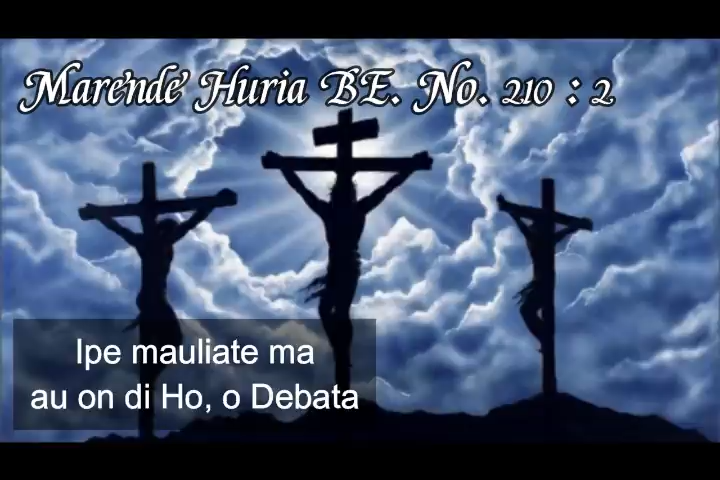 Marende Huria BE. No. 210 : 2
Ipe mauliate ma
au on di Ho, o Debata